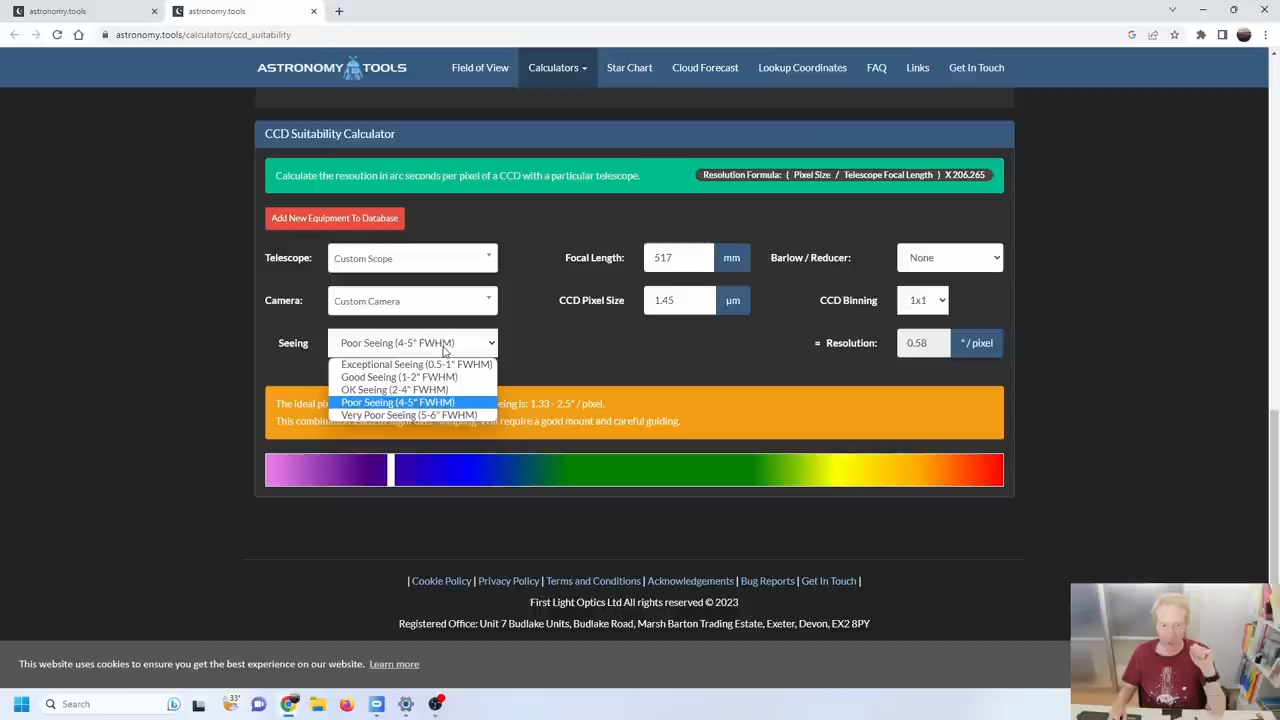 astronomy.tools
astronomy.tools
astronomy.tools/calculators/ccd_suitability
ASTRONOMY TOOLS Field of View Calculators Star Chart Cloud Forecast Lookup Coordinates FAQ Links Get In Touch
CCD Suitability Calculator
Calculate the resoution in arc seconds per pixel of a CCD with a particular telescope. Resolution Formula: ( Pixel Size / Telescope Focal Length ) X 206.265
Add New Equipment To Database
Telescope: Custom Scope Focal Length: 517 mm Barlow / Reducer: None
Camera: Custom Camera CCD Pixel Size 1.45 µm CCD Binning 1x1
Seeing Poor Seeing (4-5" FWHM) = Resolution: 0.58 " / pixel
Exceptional Seeing (0.5-1" FWHM)
Good Seeing (1-2" FWHM)
OK Seeing (2-4" FWHM)
Poor Seeing (4-5" FWHM)
Very Poor Seeing (5-6" FWHM)
The ideal seeing is: 1.33 - 2.5" / pixel.
This combination require a good mount and careful guiding.
| Cookie Policy | Privacy Policy | Terms and Conditions | Acknowledgements | Bug Reports | Get In Touch |
First Light Optics Ltd All rights reserved © 2023
Registered Office: Unit 7 Budlake Units, Budlake Road, Marsh Barton Trading Estate, Exeter, Devon, EX2 8PY
This website uses cookies to ensure you get the best experience on our website. Learn more
Search
33°